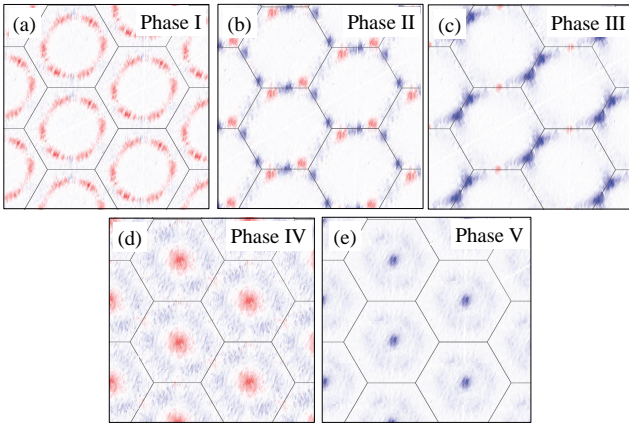 (a) Phase I
(b) Phase II
(c) Phase III
(d) Phase IV
(e) Phase V